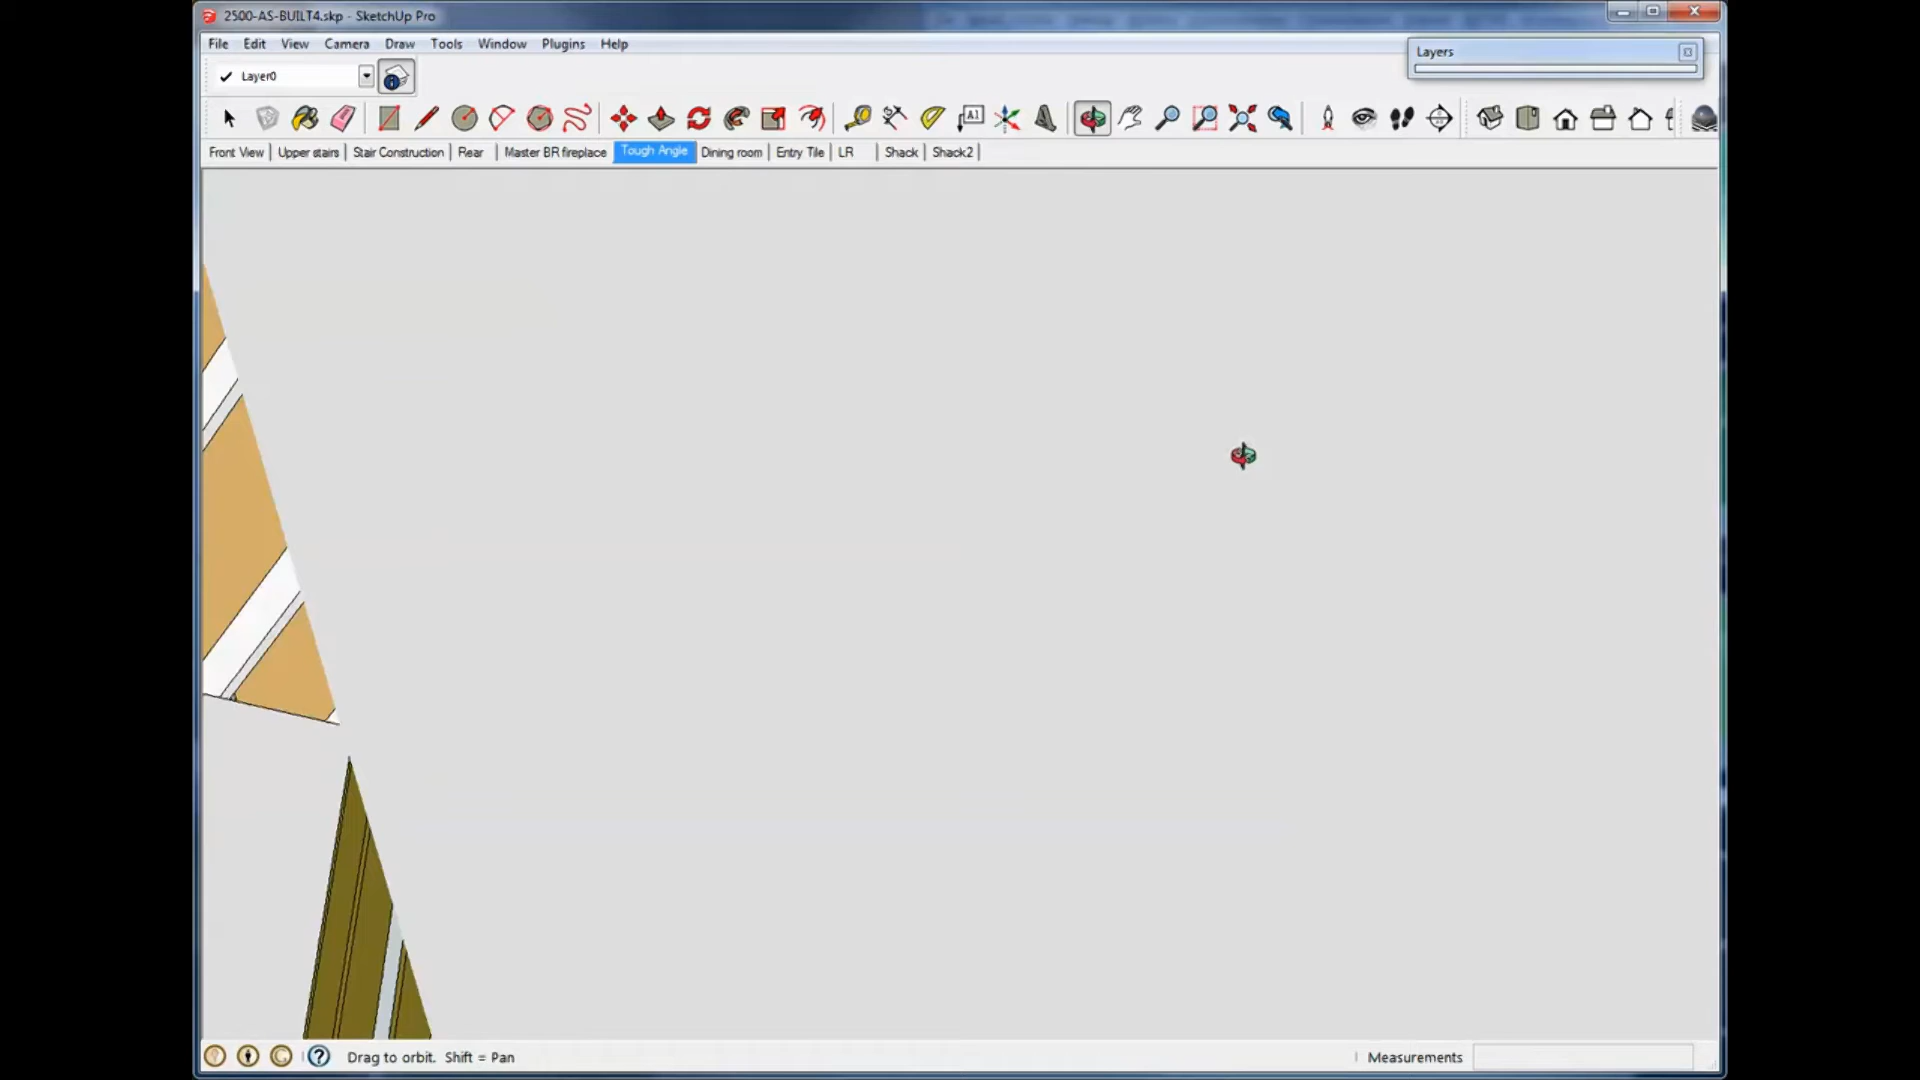 2500-AS-BUILT4.skp - SketchUp Pro
File Edit View Camera Draw Tools Window Plugins Help
Layers
Layer0
A1
Front View Upper stairs Stair Construction Rear Master BR fireplace Tough Angle Dining room Entry Tile LR Shack Shack2
Drag to orbit. Shift = Pan
Measurements